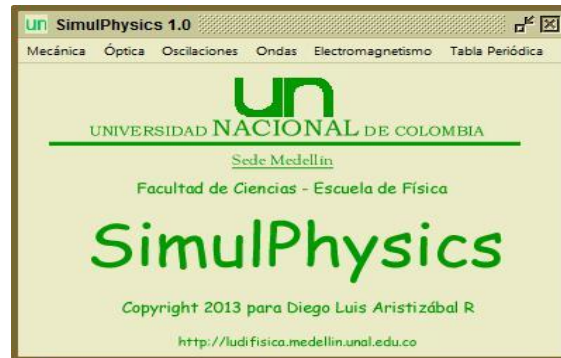 un SimulPhysics 1.0
Mecánica Óptica Oscilaciones Ondas Electromagnetismo Tabla Periódica
un
UNIVERSIDAD NACIONAL DE COLOMBIA
Sede Medellín
Facultad de Ciencias - Escuela de Física
SimulPhysics
Copyright 2013 para Diego Luis Aristizábal R
http://ludifisica.medellin.unal.edu.co